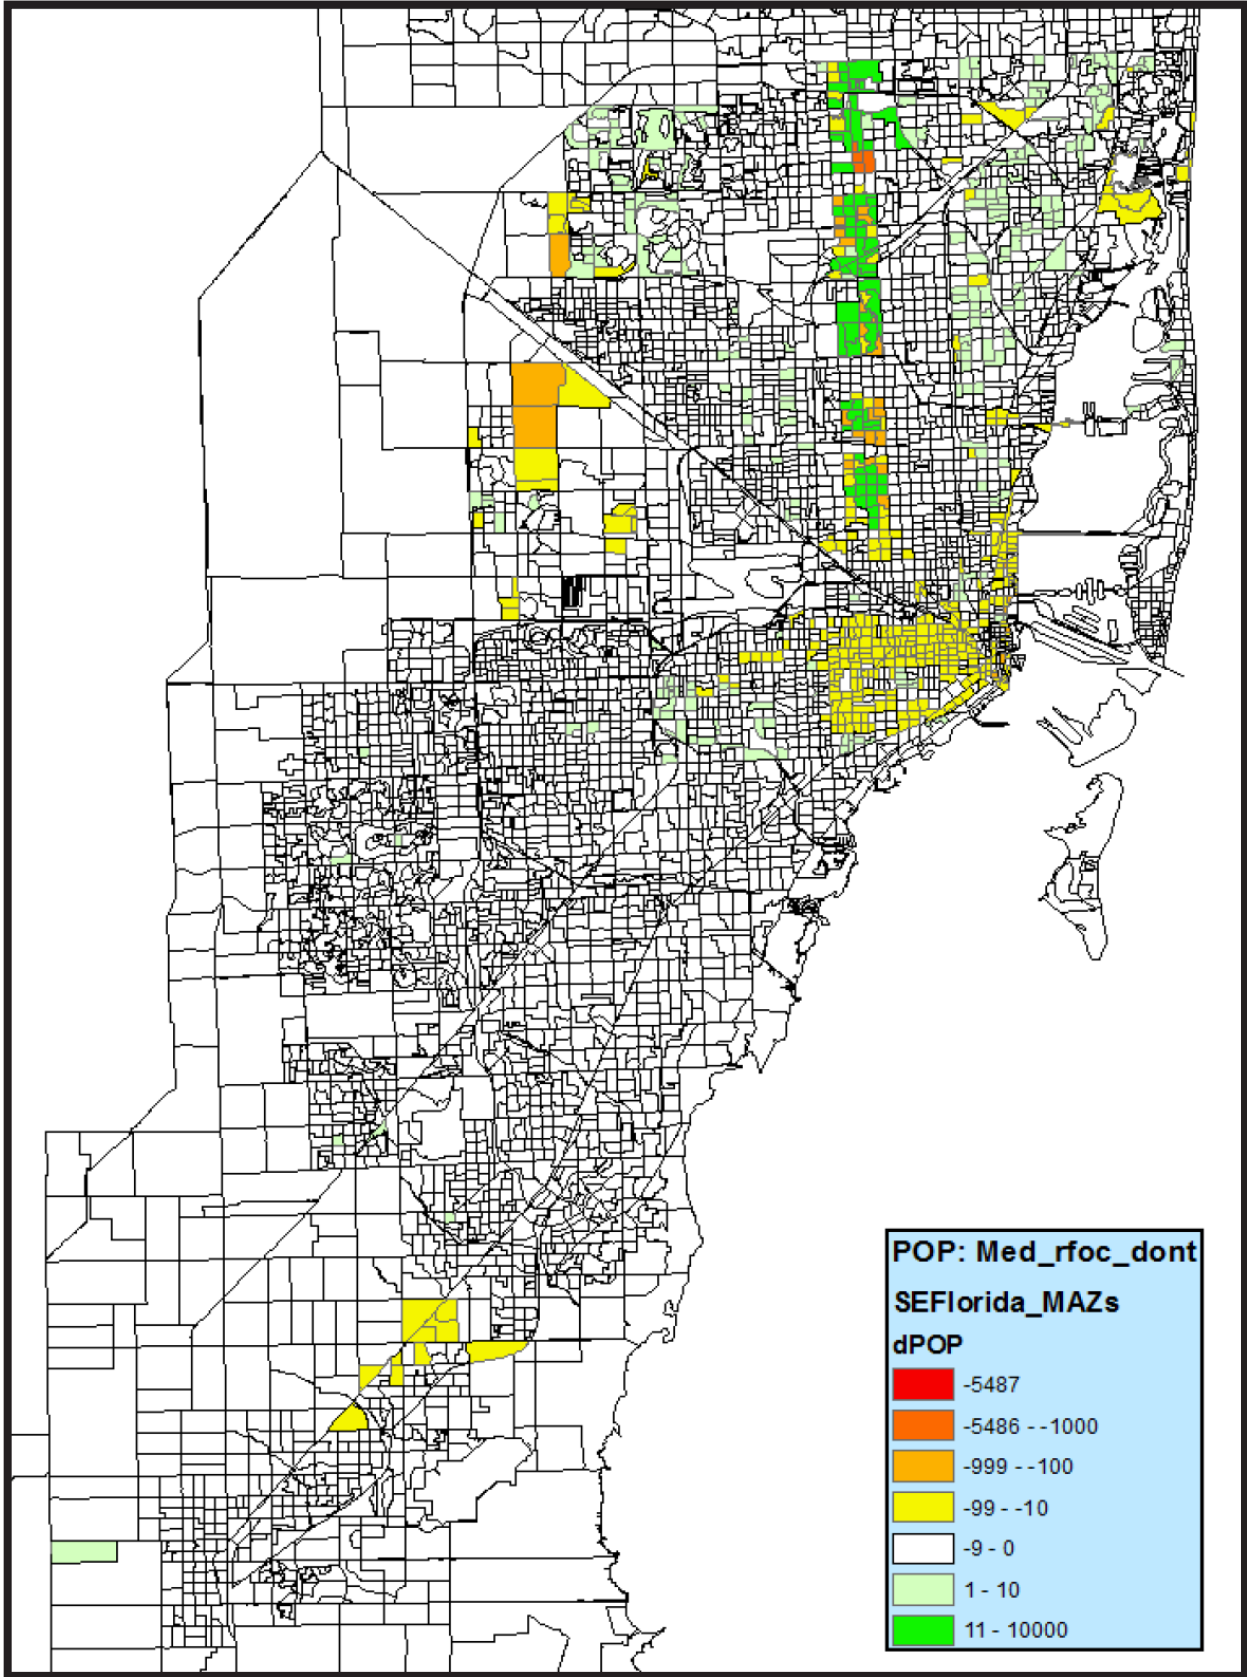 POP: Med_rfoc_dont
SEFlorida_MAZs
dPOP
-5487
-5486 - -1000
-999 - -100
-99 - -10
-9 - 0
1 - 10
11 - 10000